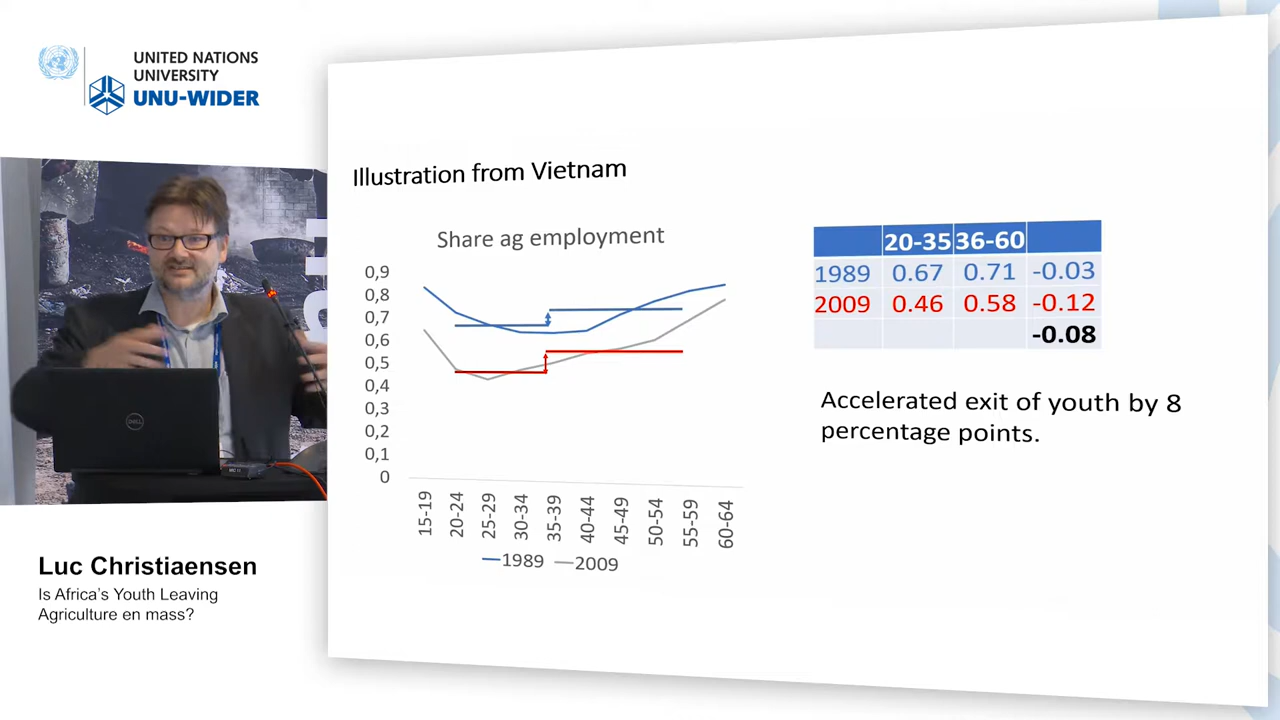 UNITED NATIONS
UNIVERSITY
UNU-WIDER
Luc Christiaensen
Is Africa's Youth Leaving
Agriculture en mass?
Illustration from Vietnam
Share ag employment
0,9
0,8
0,7
0,6
0,5
0,4
0,3
0,2
0,1
0
15-19
20-24
25-29
30-34
35-39
40-44
45-49
50-54
55-59
60-64
1989 2009
20-35 36-60
1989 0.67 0.71 -0.03
2009 0.46 0.58 -0.12
-0.08
Accelerated exit of youth by 8
percentage points.
DELL